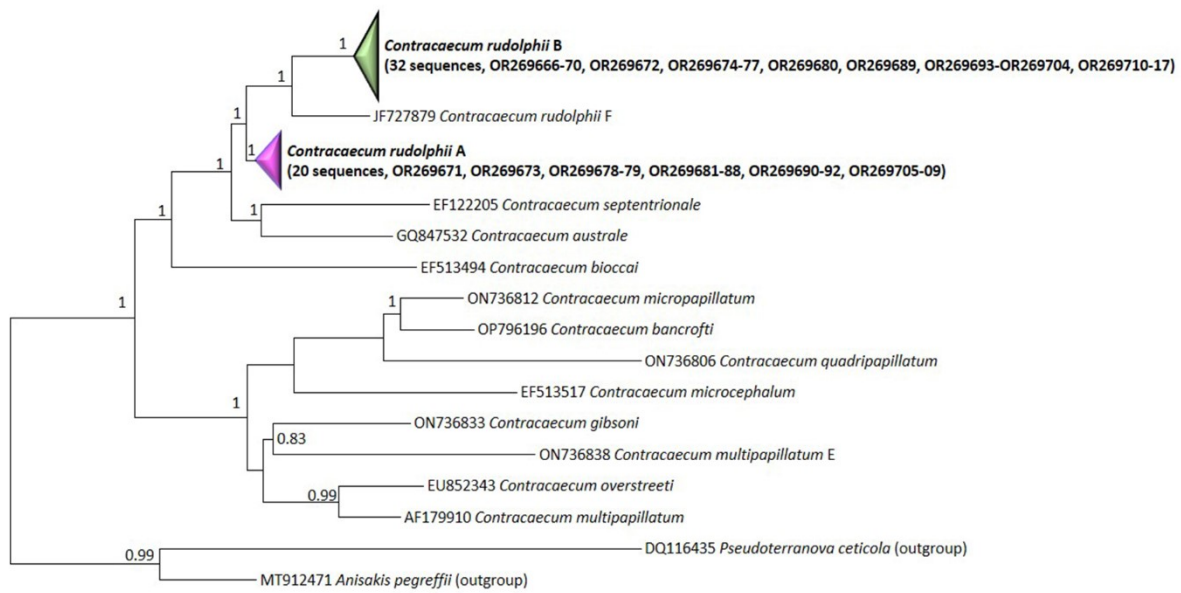 1
Contracaecum rudolphii B
(32 sequences, OR269666-70, OR269672, OR269674-77, OR269680, OR269689, OR269693-OR269704, OR269710-17)
1
JF727879 Contracaecum rudolphii F
1
1
Contracaecum rudolphii A
(20 sequences, OR269671, OR269673, OR269678-79, OR269681-88, OR269690-92, OR269705-09)
1
1
EF122205 Contracaecum septentrionale
1
GQ847532 Contracaecum australe
EF513494 Contracaecum bioccai
1
1
ON736812 Contracaecum micropapillatum
OP796196 Contracaecum bancrofti
ON736806 Contracaecum quadripapillatum
EF513517 Contracaecum microcephalum
1
ON736833 Contracaecum gibsoni
0.83
ON736838 Contracaecum multipapillatum E
EU852343 Contracaecum overstreeti
0.99
AF179910 Contracaecum multipapillatum
DQ116435 Pseudoterranova ceticola (outgroup)
0.99
MT912471 Anisakis pegreffii (outgroup)